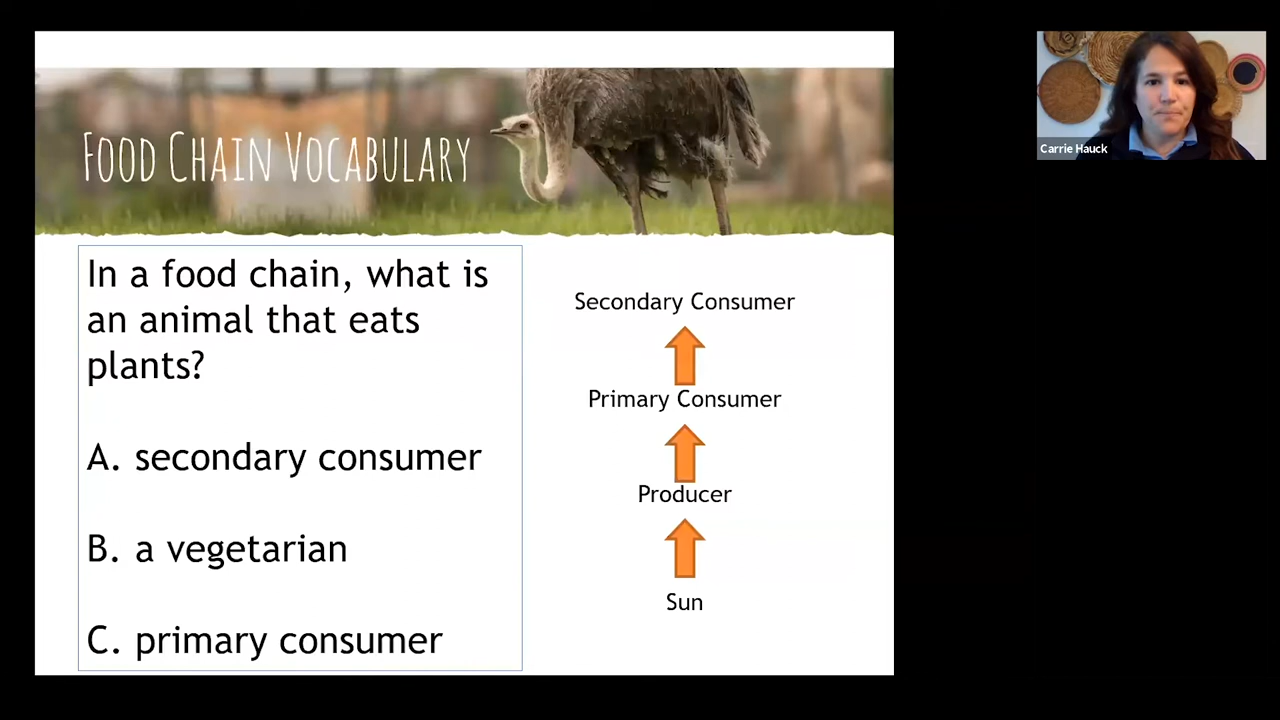 Food Chain Vocabulary
In a food chain, what is
an animal that eats
plants?
A. secondary consumer
B. a vegetarian
C. primary consumer
Secondary Consumer
Primary Consumer
Producer
Sun
Carrie Hauck